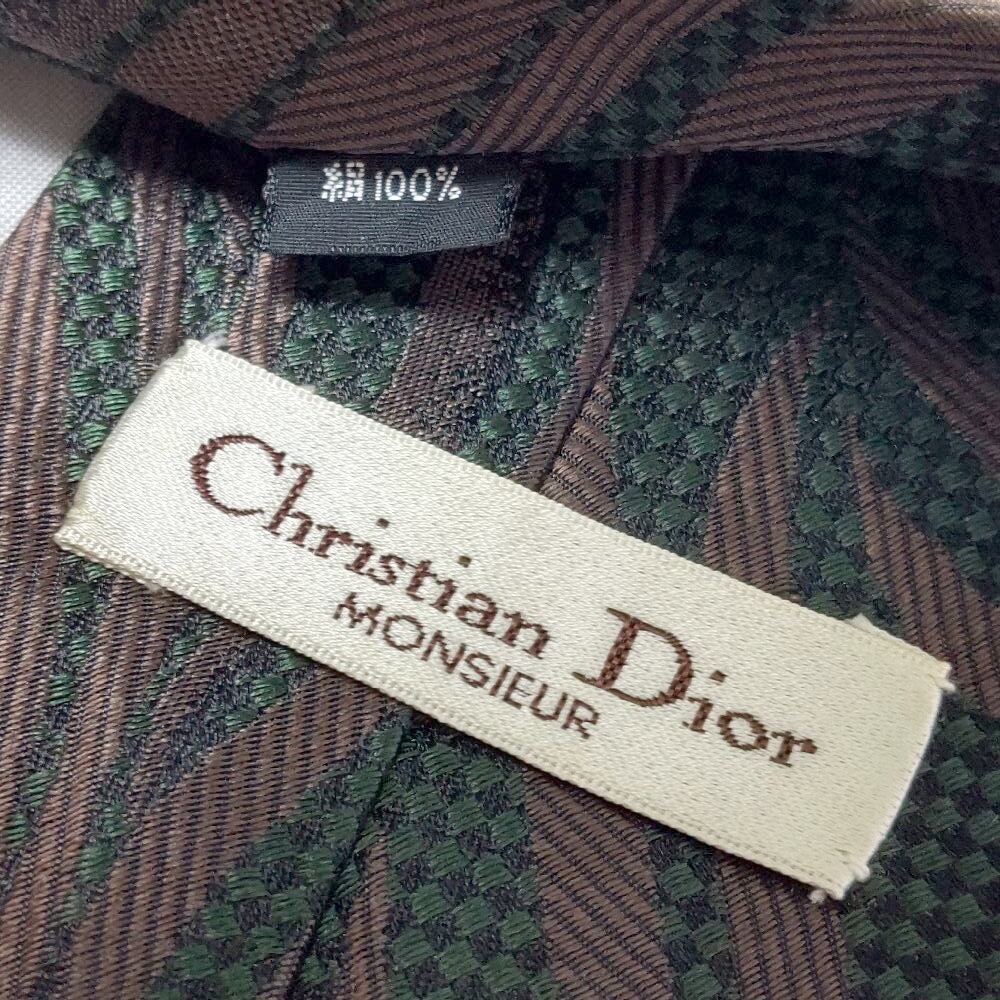 絹100%
Christian Dior
MONSIEUR